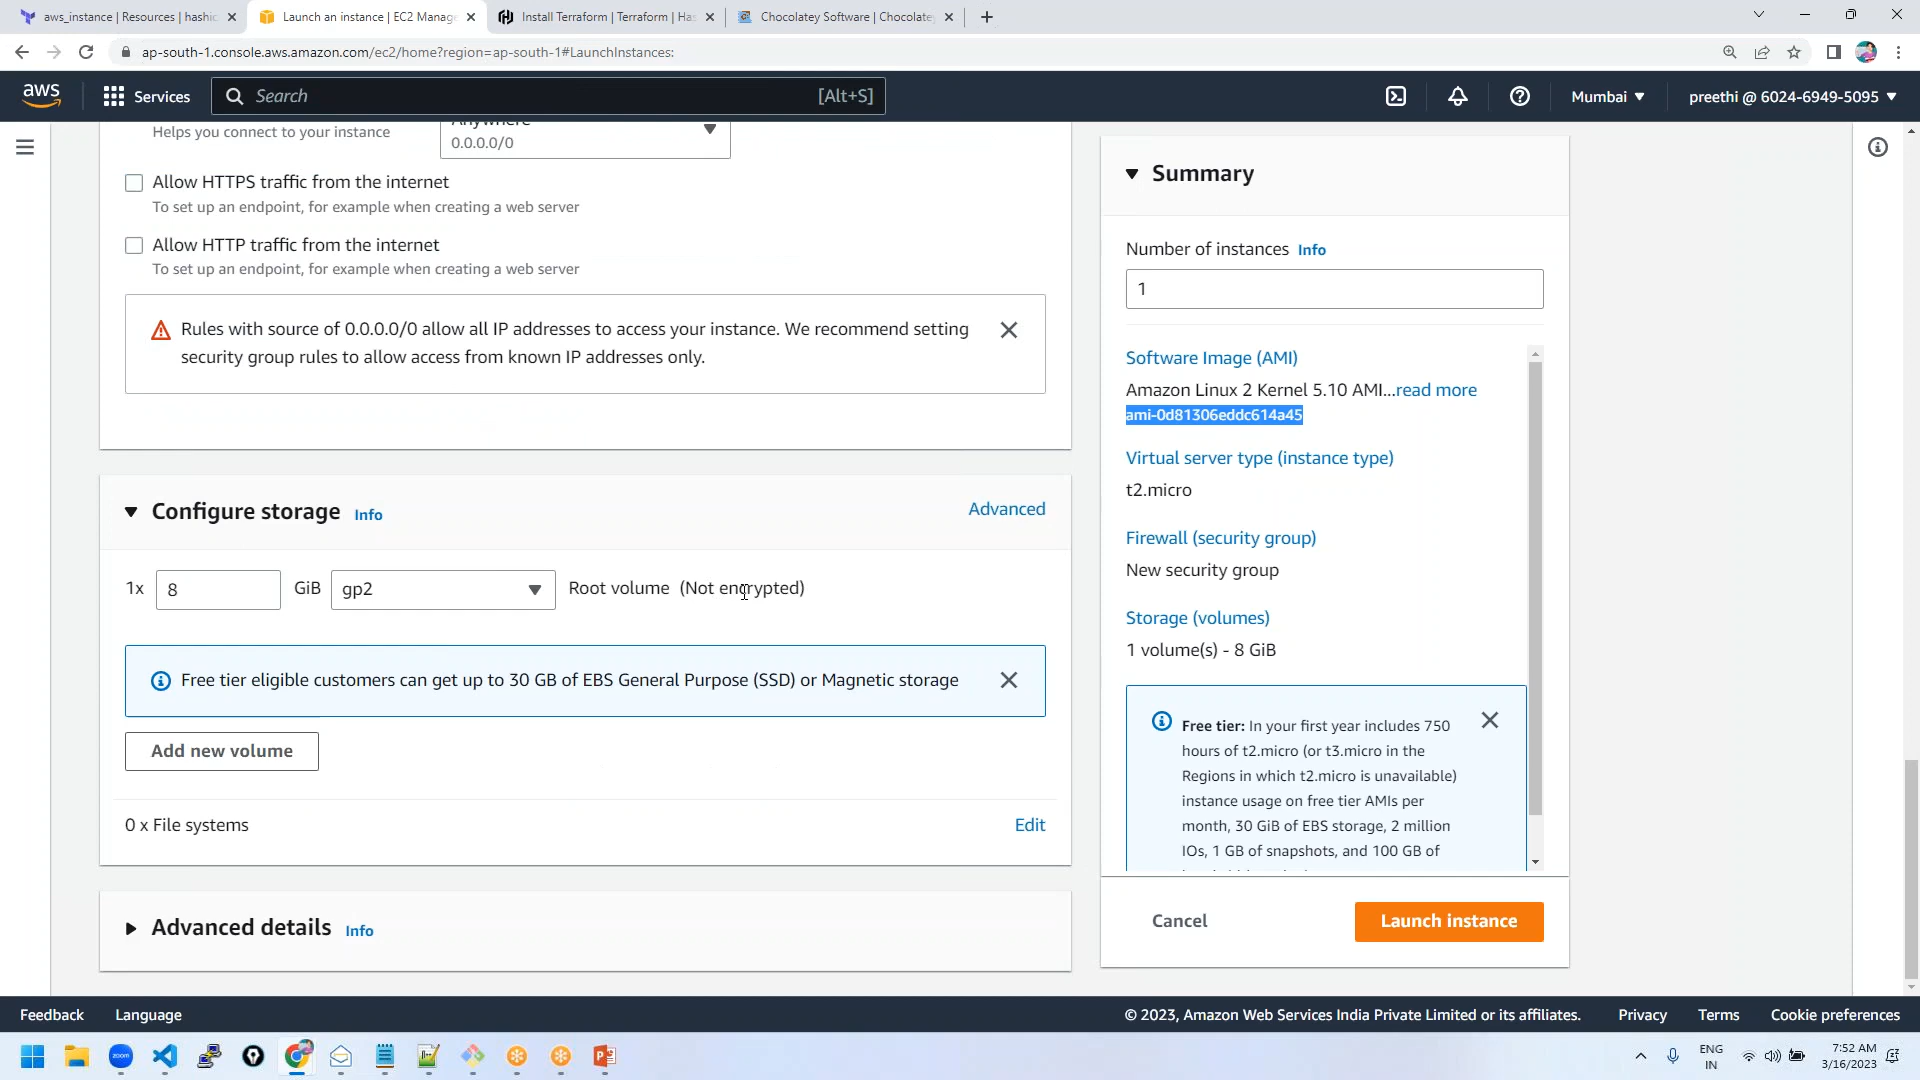 aws_instance | Resources | hashic
Launch an instance | EC2 Manage
Install Terraform | Terraform | Has
Chocolatey Software | Chocolate
ap-south-1.console.aws.amazon.com/ec2/home?region=ap-south-1#LaunchInstances:
aws
Services
Search
[Alt+S]
Mumbai
preethi @ 6024-6949-5095
Anywhere
Helps you connect to your instance
0.0.0.0/0
Allow HTTPS traffic from the internet
To set up an endpoint, for example when creating a web server
Allow HTTP traffic from the internet
To set up an endpoint, for example when creating a web server
Rules with source of 0.0.0.0/0 allow all IP addresses to access your instance. We recommend setting
security group rules to allow access from known IP addresses only.
Configure storage Info
Advanced
1x 8 GiB gp2 Root volume (Not encrypted)
Free tier eligible customers can get up to 30 GB of EBS General Purpose (SSD) or Magnetic storage
Add new volume
0 x File systems
Edit
Advanced details Info
Summary
Number of instances Info
1
Software Image (AMI)
Amazon Linux 2 Kernel 5.10 AMI...read more
ami-0d81306eddc614a45
Virtual server type (instance type)
t2.micro
Firewall (security group)
New security group
Storage (volumes)
1 volume(s) - 8 GiB
Free tier: In your first year includes 750
hours of t2.micro (or t3.micro in the
Regions in which t2.micro is unavailable)
instance usage on free tier AMIs per
month, 30 GiB of EBS storage, 2 million
IOs, 1 GB of snapshots, and 100 GB of
Cancel
Launch instance
Feedback
Language
© 2023, Amazon Web Services India Private Limited or its affiliates.
Privacy
Terms
Cookie preferences
zoom
ENG
IN
7:52 AM
3/16/2023